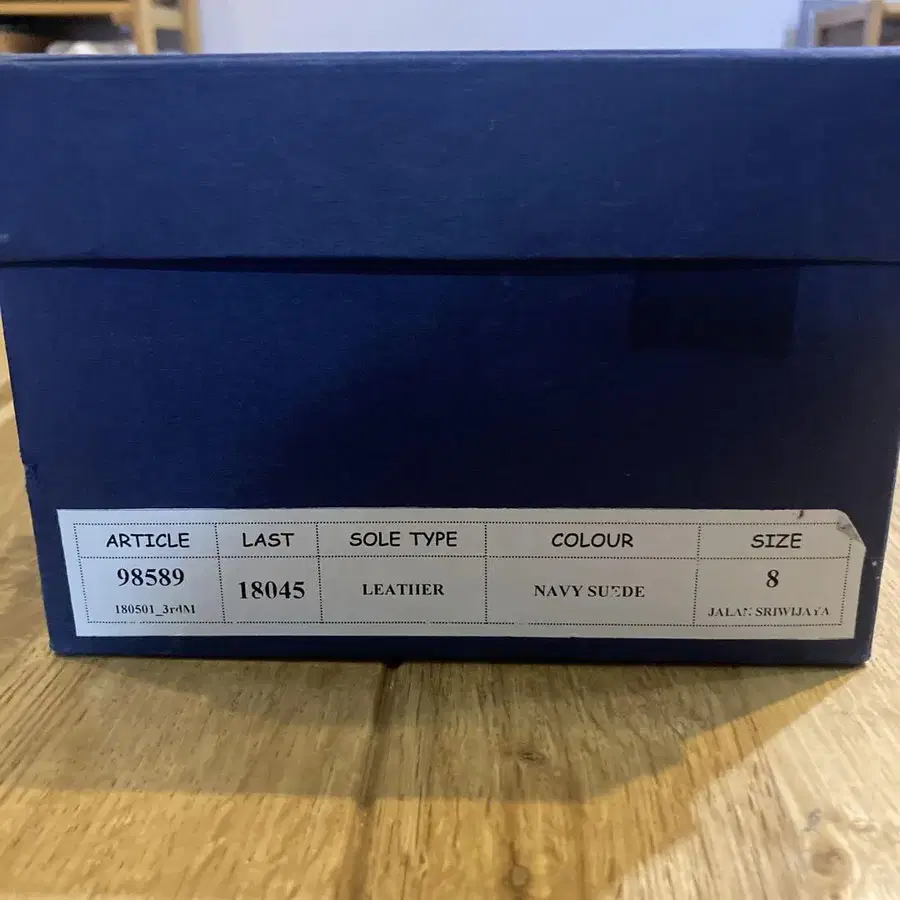 ARTICLE LAST SOLE TYPE COLOUR SIZE
98589 18045 LEATHER NAVY SUEDE 8
180501_3rdM JALAN SRIWIJAYA